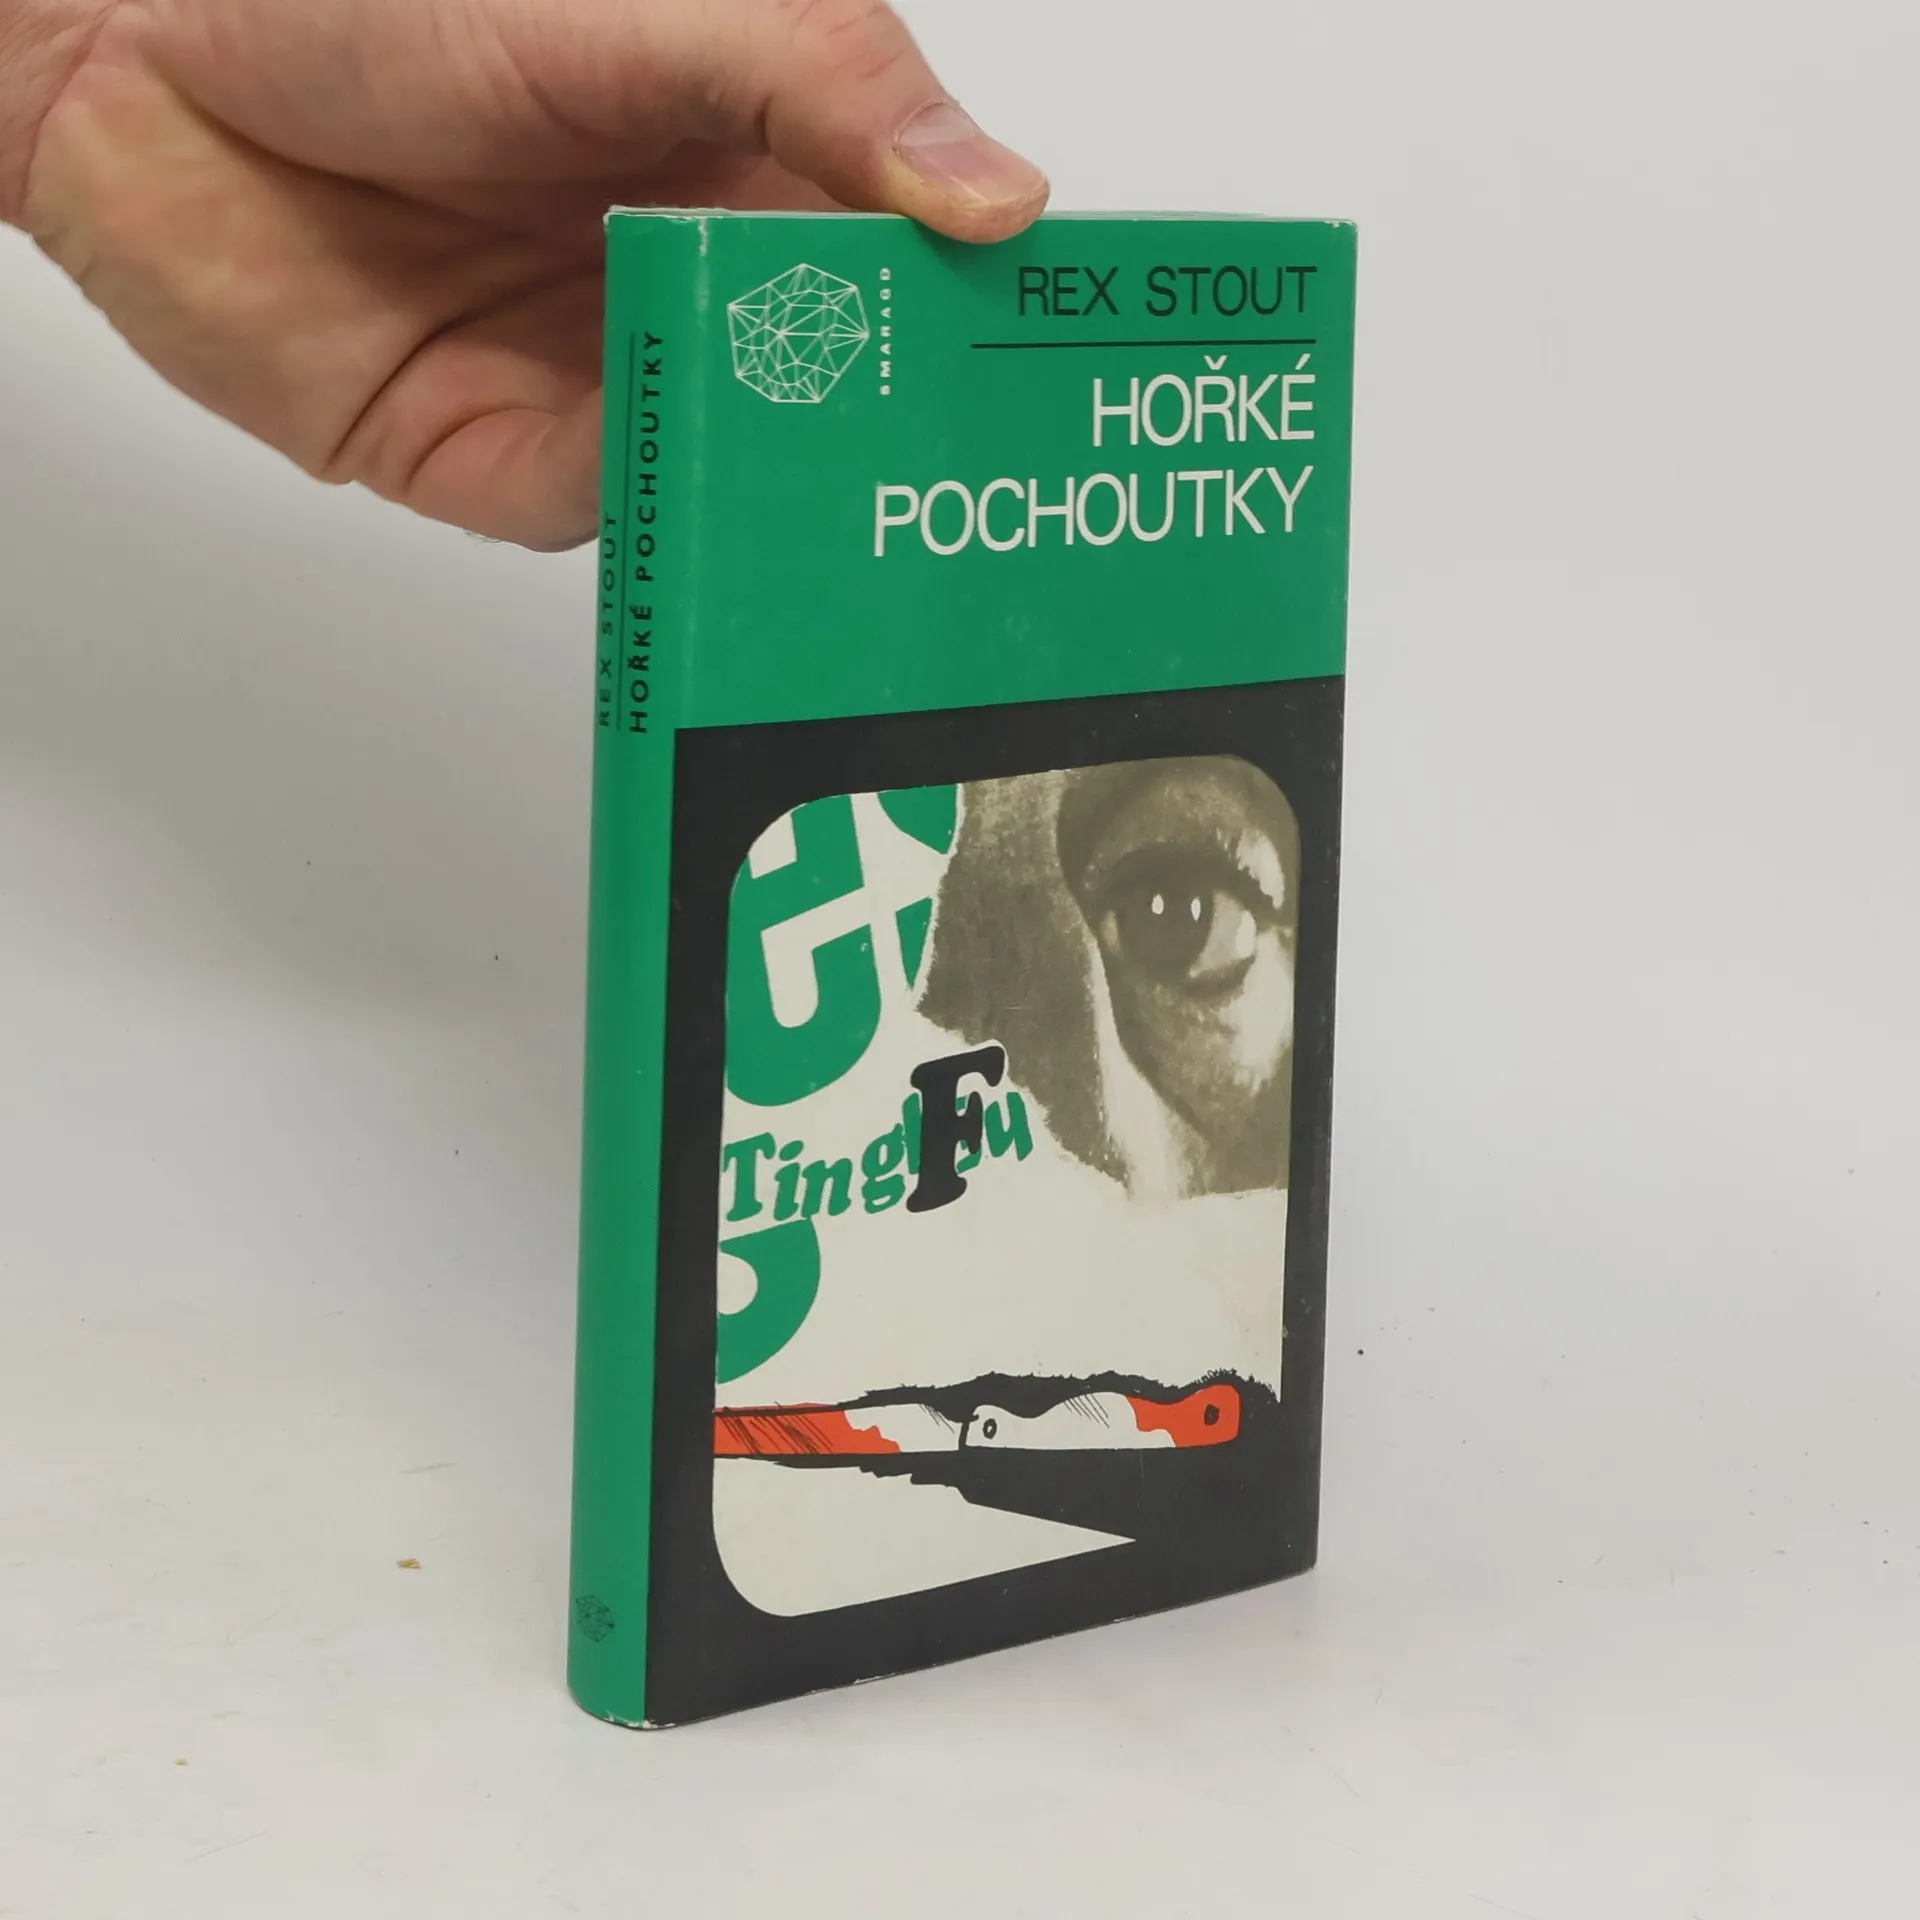 SMARAGD
REX STOUT
HOŘKÉ
POCHOUTKY
REX STOUT
HOŘKÉ POCHOUTKY
Ting
F